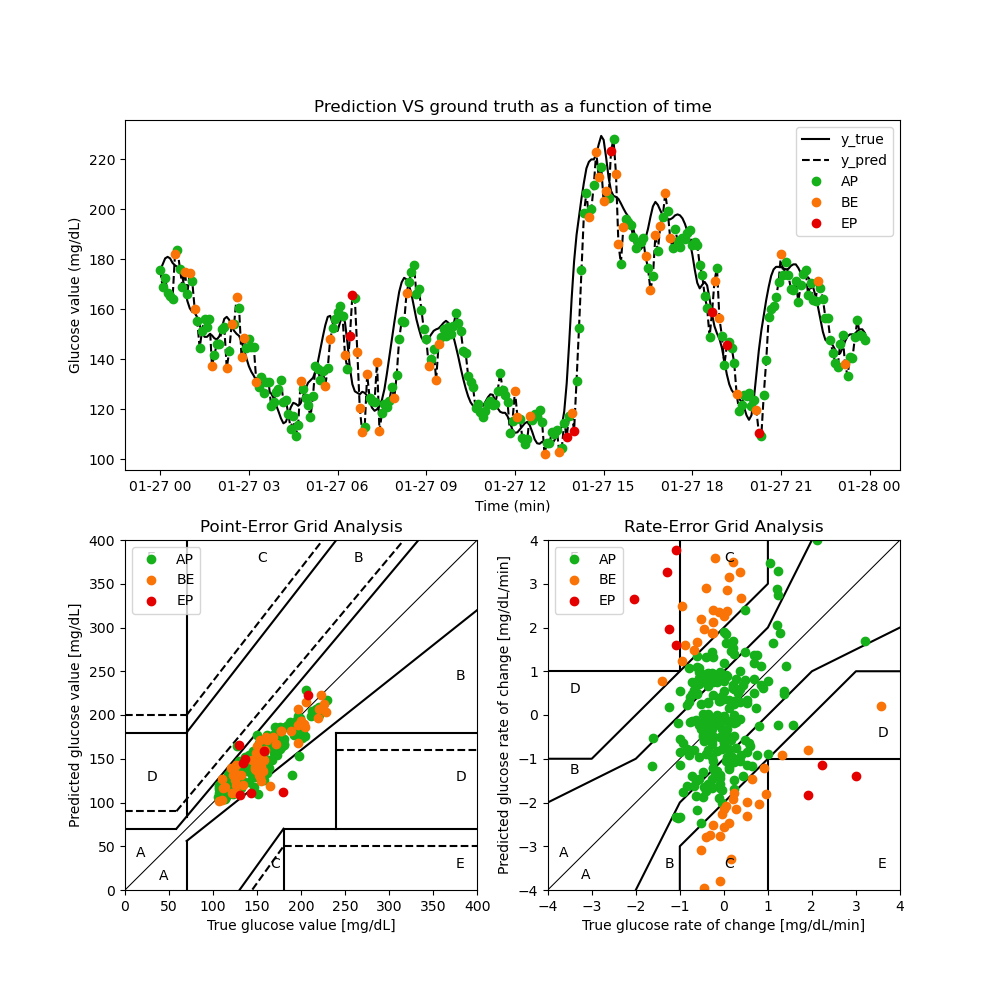 Prediction VS ground truth as a function of time
Glucose value (mg/dL)
220
200
180
160
140
120
100
y_true
y_pred
AP
BE
EP
01-27 00 01-27 03 01-27 06 01-27 09 01-27 12 01-27 15 01-27 18 01-27 21 01-28 00
Time (min)
Point-Error Grid Analysis
Predicted glucose value [mg/dL]
400
350
300
250
200
150
100
50
0
AP
BE
EP
C
B
B
D
D
A
A
C
E
0 50 100 150 200 250 300 350 400
True glucose value [mg/dL]
Rate-Error Grid Analysis
Predicted glucose rate of change [mg/dL/min]
4
3
2
1
0
−1
−2
−3
−4
AP
BE
EP
C
D
D
B
A
A
B
C
E
−4 −3 −2 −1 0 1 2 3 4
True glucose rate of change [mg/dL/min]